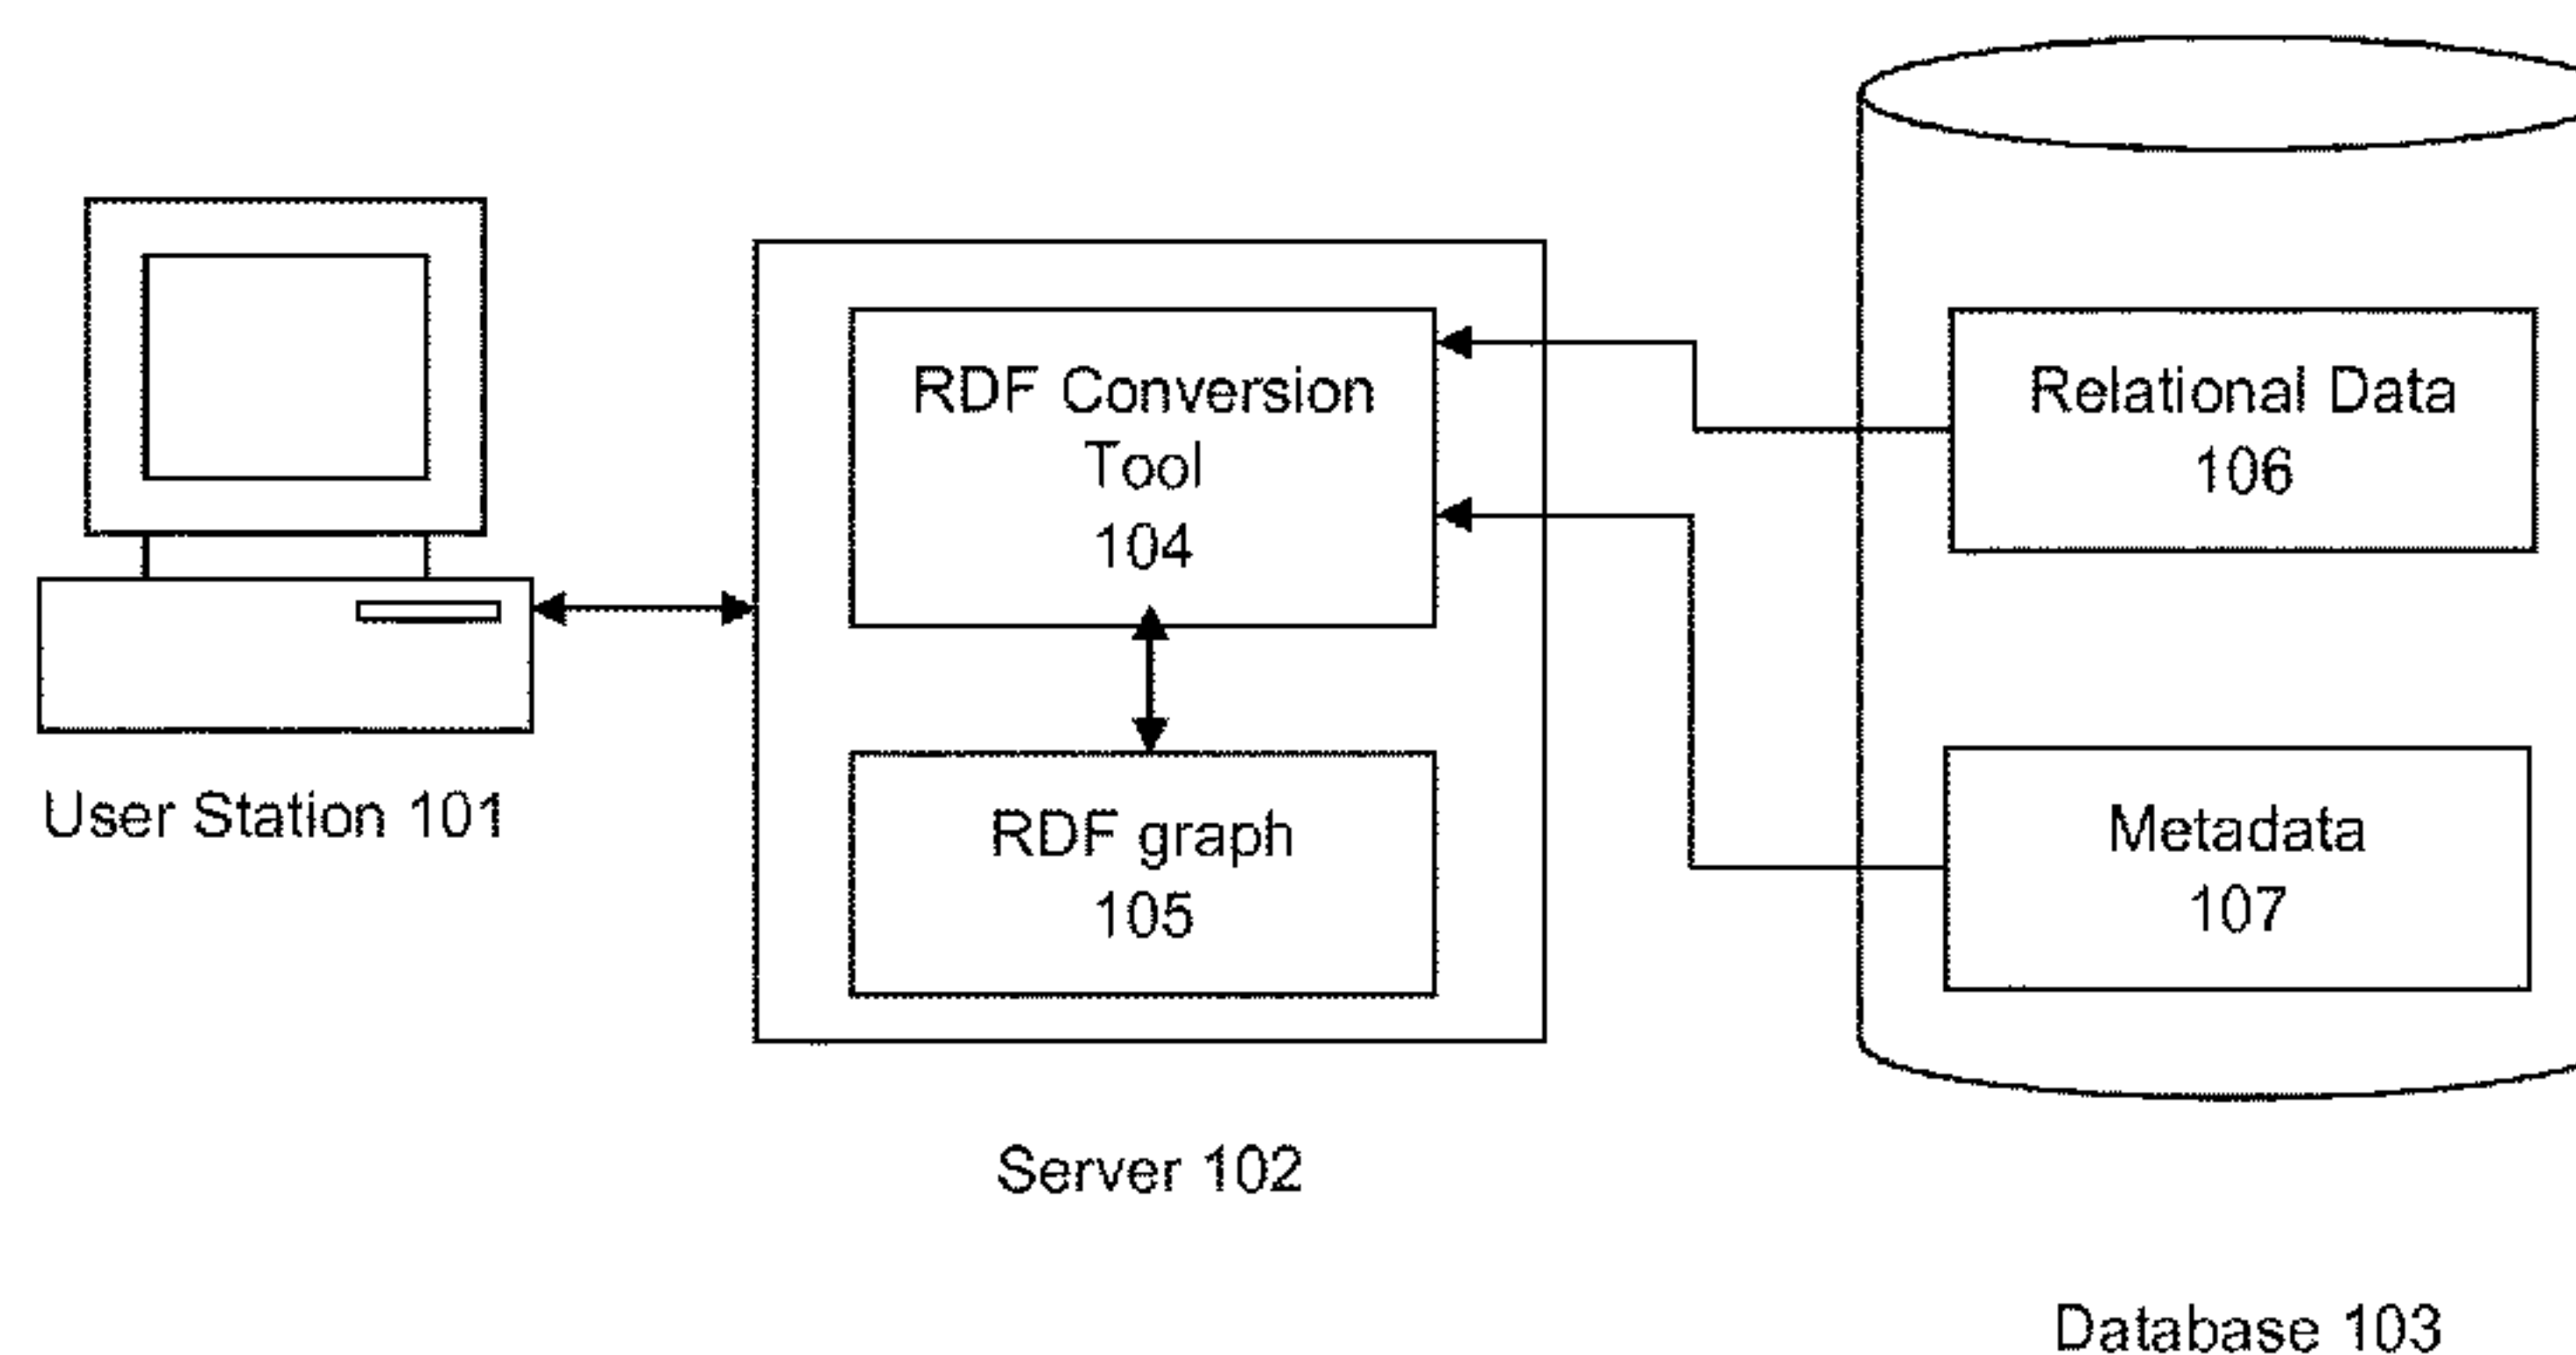 RDF Conversion
Tool
104
Relational Data
106
User Station 101
RDF graph
105
Metadata
107
Server 102
Database 103